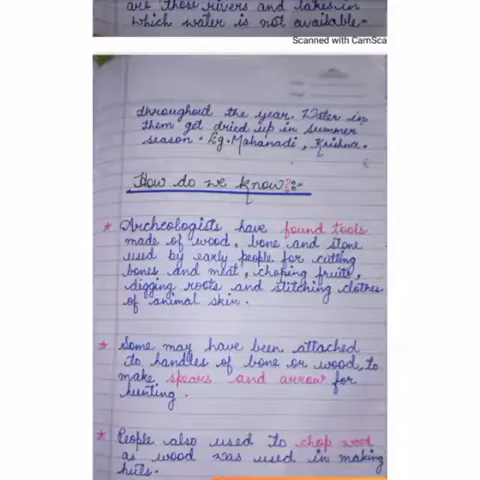 are those rivers and lakes in
which water is not available
Scanned with CamSca
throughout the year. Water in
them get dried up in summer
season. Eg. Mahanadi, Krishna.
How do we know?:-
* Archeologists have found tools
made of wood, bone and stone
used by early people for cutting
bones and meat, choping fruits,
digging roots and stitching clothes
of animal skin.
* Some may have been attached
to handles of bone or wood to
make spears and arrow for
hunting.
* People also used to chop wood
as wood was used in making
huts.